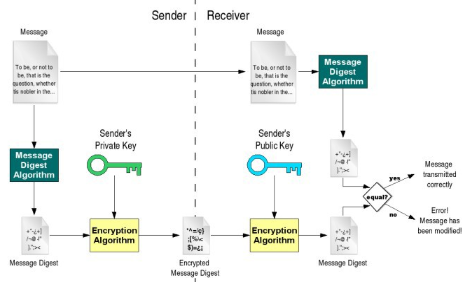 Sender
Receiver
Message
To be, or not to
be, that is the
question, whether
tis nobler in the...
Message
To be, or not to
be, that is the
question, whether
tis nobler in the...
Message
Digest
Algorithm
Message
Digest
Algorithm
Sender's
Private Key
Sender's
Public Key
yes
equal?
no
Message
transmitted
correctly
Error!
Message has
been modified!
Encryption
Algorithm
Encryption
Algorithm
Message Digest
Encrypted
Message Digest
Message Digest